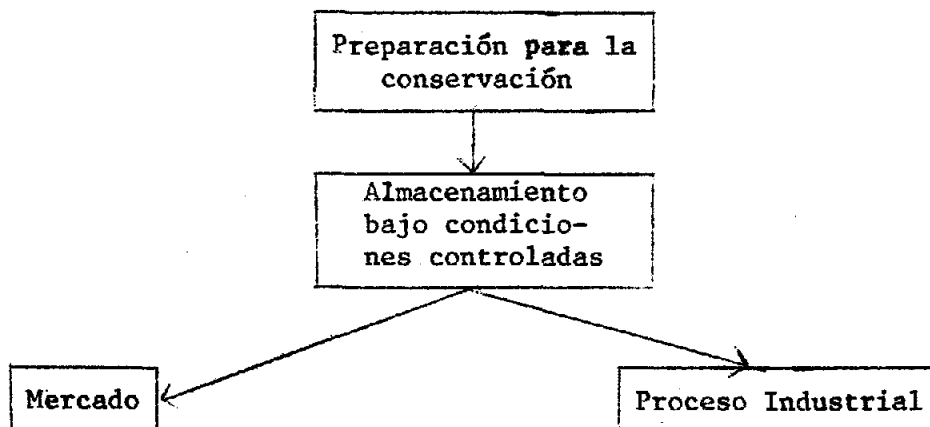 Preparación para la
conservación
Almacenamiento
bajo condicio-
nes controladas
Mercado
Proceso Industrial